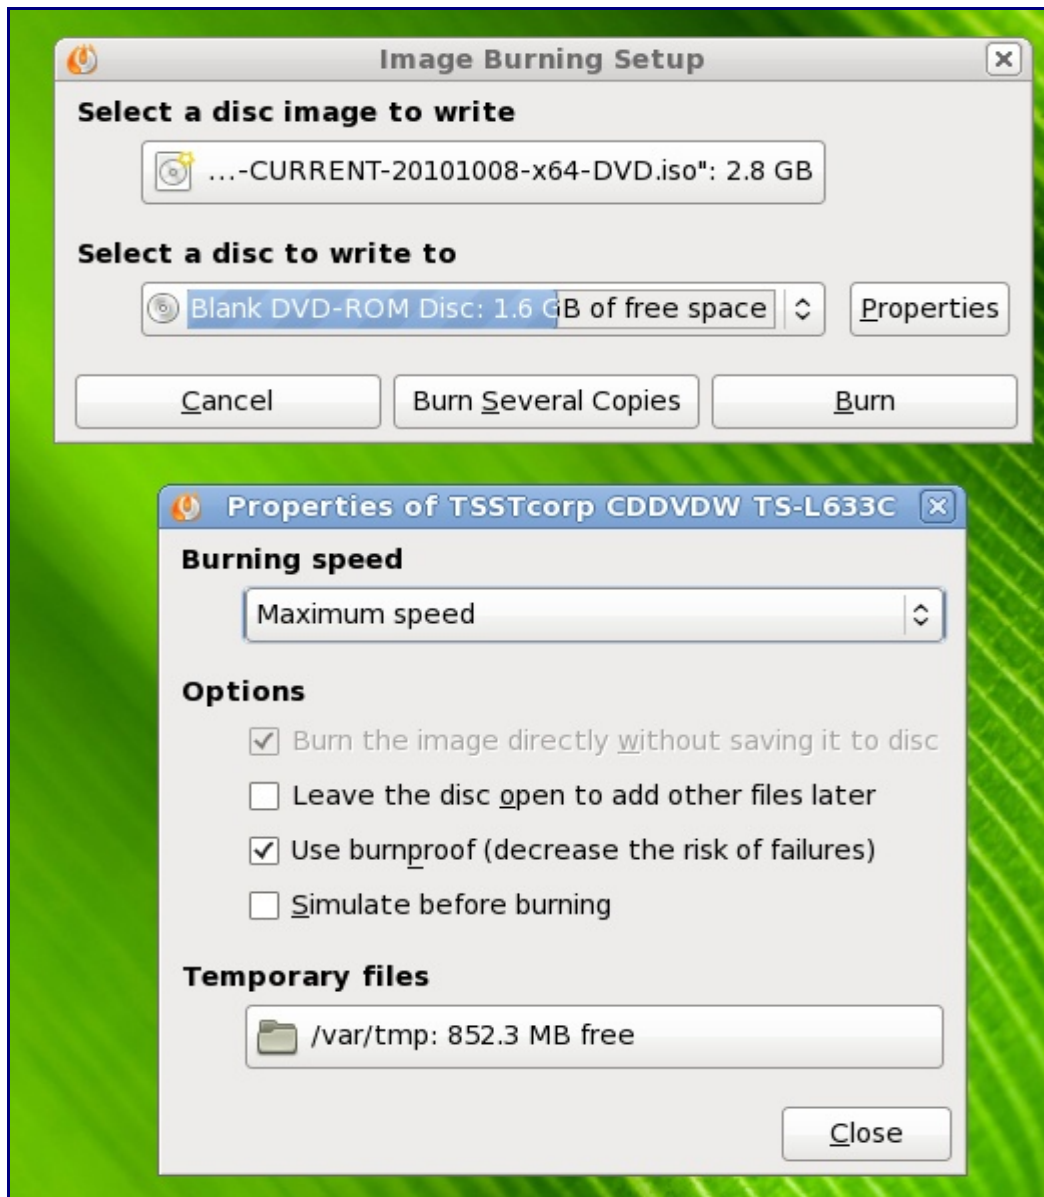 Image Burning Setup
Select a disc image to write
...-CURRENT-20101008-x64-DVD.iso": 2.8 GB
Select a disc to write to
Blank DVD-ROM Disc: 1.6 GB of free space
Properties
Cancel
Burn Several Copies
Burn
Properties of TSSTcorp CDDVDW TS-L633C
Burning speed
Maximum speed
Options
Burn the image directly without saving it to disc
Leave the disc open to add other files later
Use burnproof (decrease the risk of failures)
Simulate before burning
Temporary files
/var/tmp: 852.3 MB free
Close